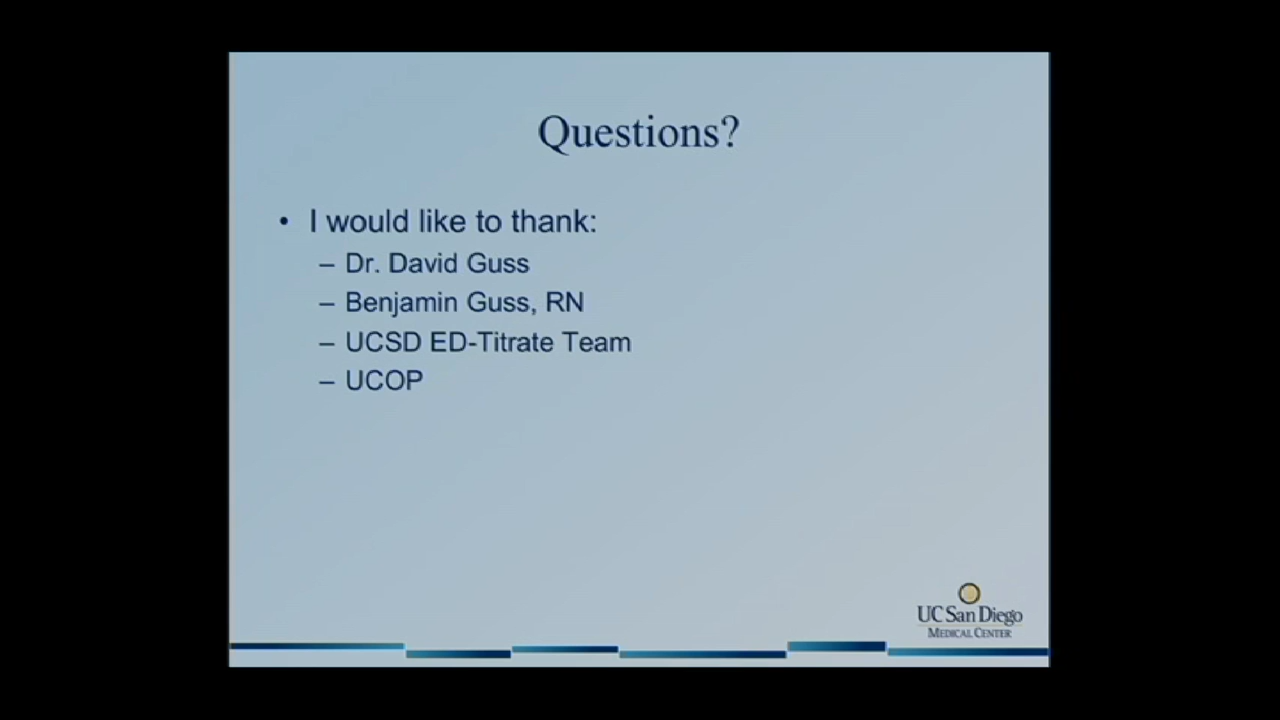 Questions?
• I would like to thank:
– Dr. David Guss
– Benjamin Guss, RN
– UCSD ED-Titrate Team
– UCOP
UC San Diego
MEDICAL CENTER